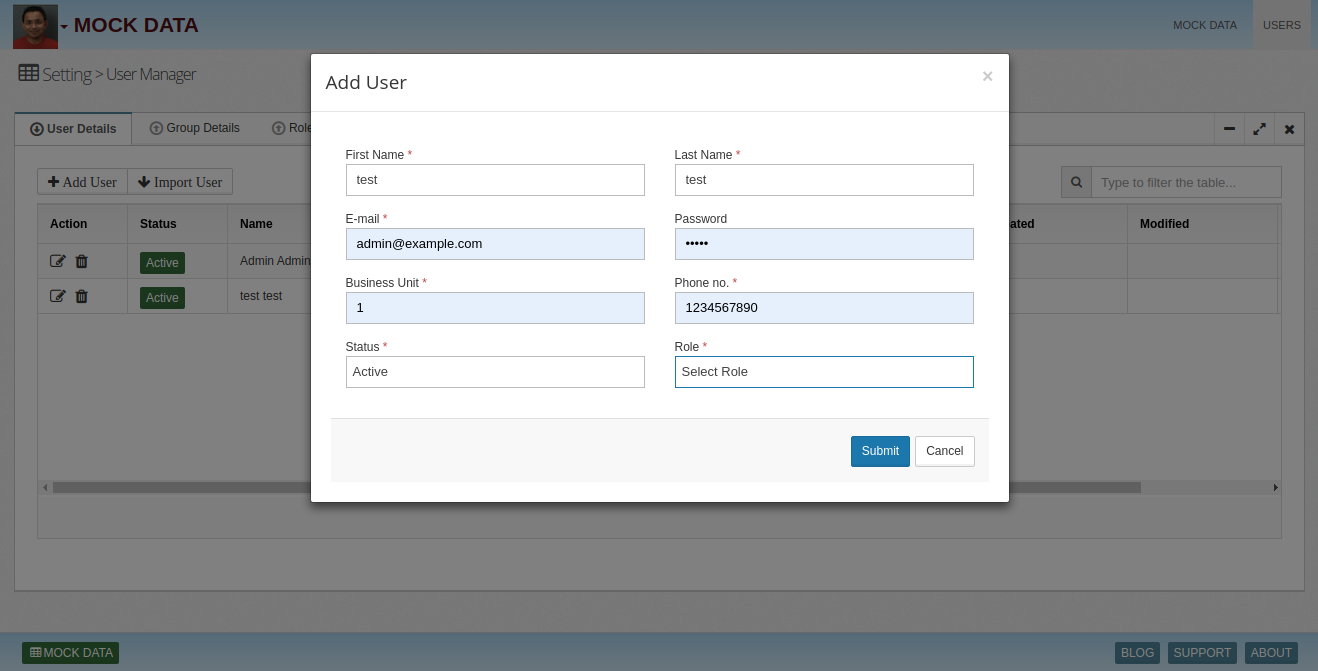 MOCK DATA
MOCK DATA
USERS
Setting > User Manager
User Details
Group Details
Role
Add User
Import User
Type to filter the table...
Action Status Name ated Modified
Active Admin Admin
Active test test
Add User ×
First Name * Last Name *
test test
E-mail * Password
admin@example.com •••••
Business Unit * Phone no. *
1 1234567890
Status * Role *
Active Select Role
Submit Cancel
MOCK DATA BLOG SUPPORT ABOUT